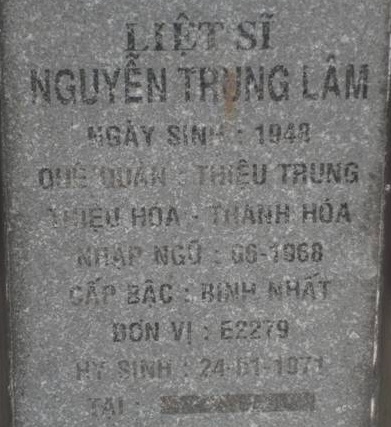 LIỆT SĨ
NGUYỄN TRUNG LÂM
NGÀY SINH : 1948
QUÊ QUÁN : THIỆU TRUNG
THIỆU HÓA - THANH HÓA
NHẬP NGŨ : 06-1968
CẤP BẬC : BINH NHẤT
ĐƠN VỊ : E2279
HY SINH : 24-01-1971
TẠI :